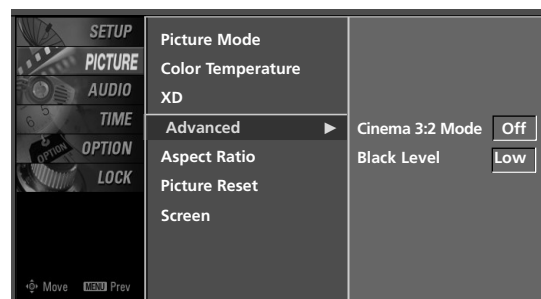 SETUP
PICTURE
AUDIO
TIME
OPTION
LOCK
Move MENU Prev
Picture Mode
Color Temperature
XD
Advanced ▶
Aspect Ratio
Picture Reset
Screen
Cinema 3:2 Mode Off
Black Level Low